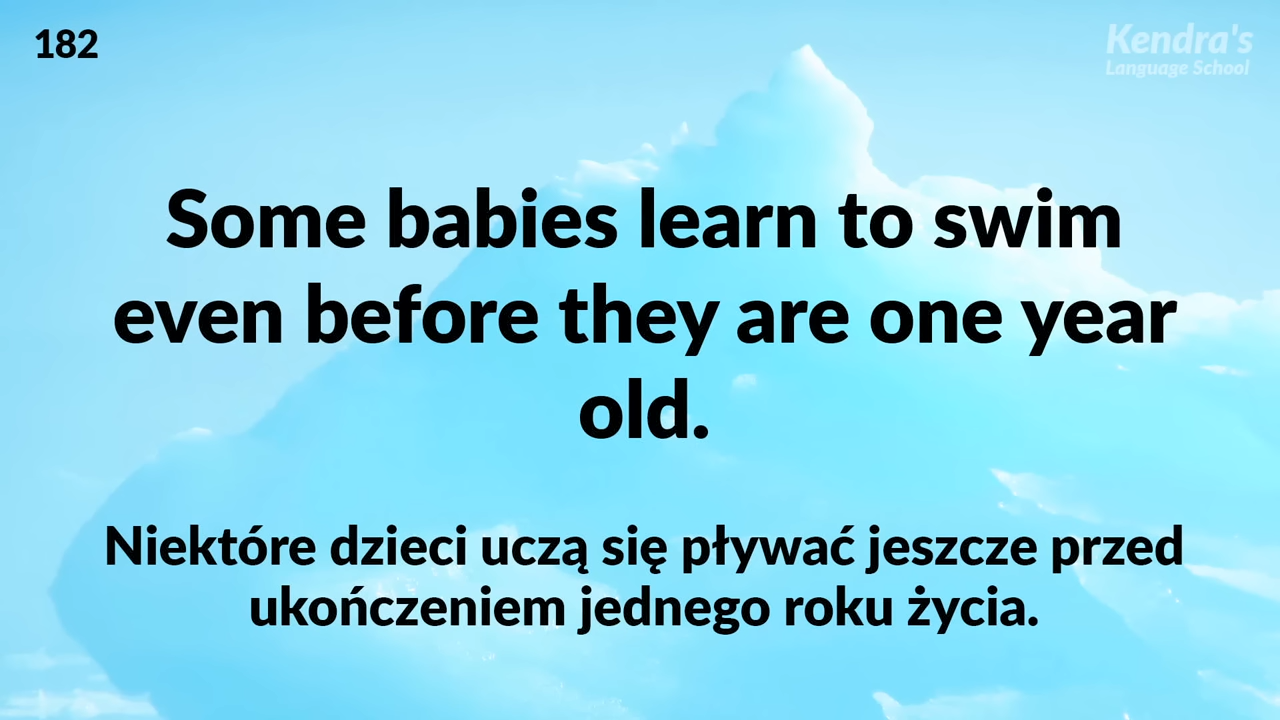 182
Kendra's
Language School
Some babies learn to swim
even before they are one year
old.
Niektóre dzieci uczą się pływać jeszcze przed
ukończeniem jednego roku życia.